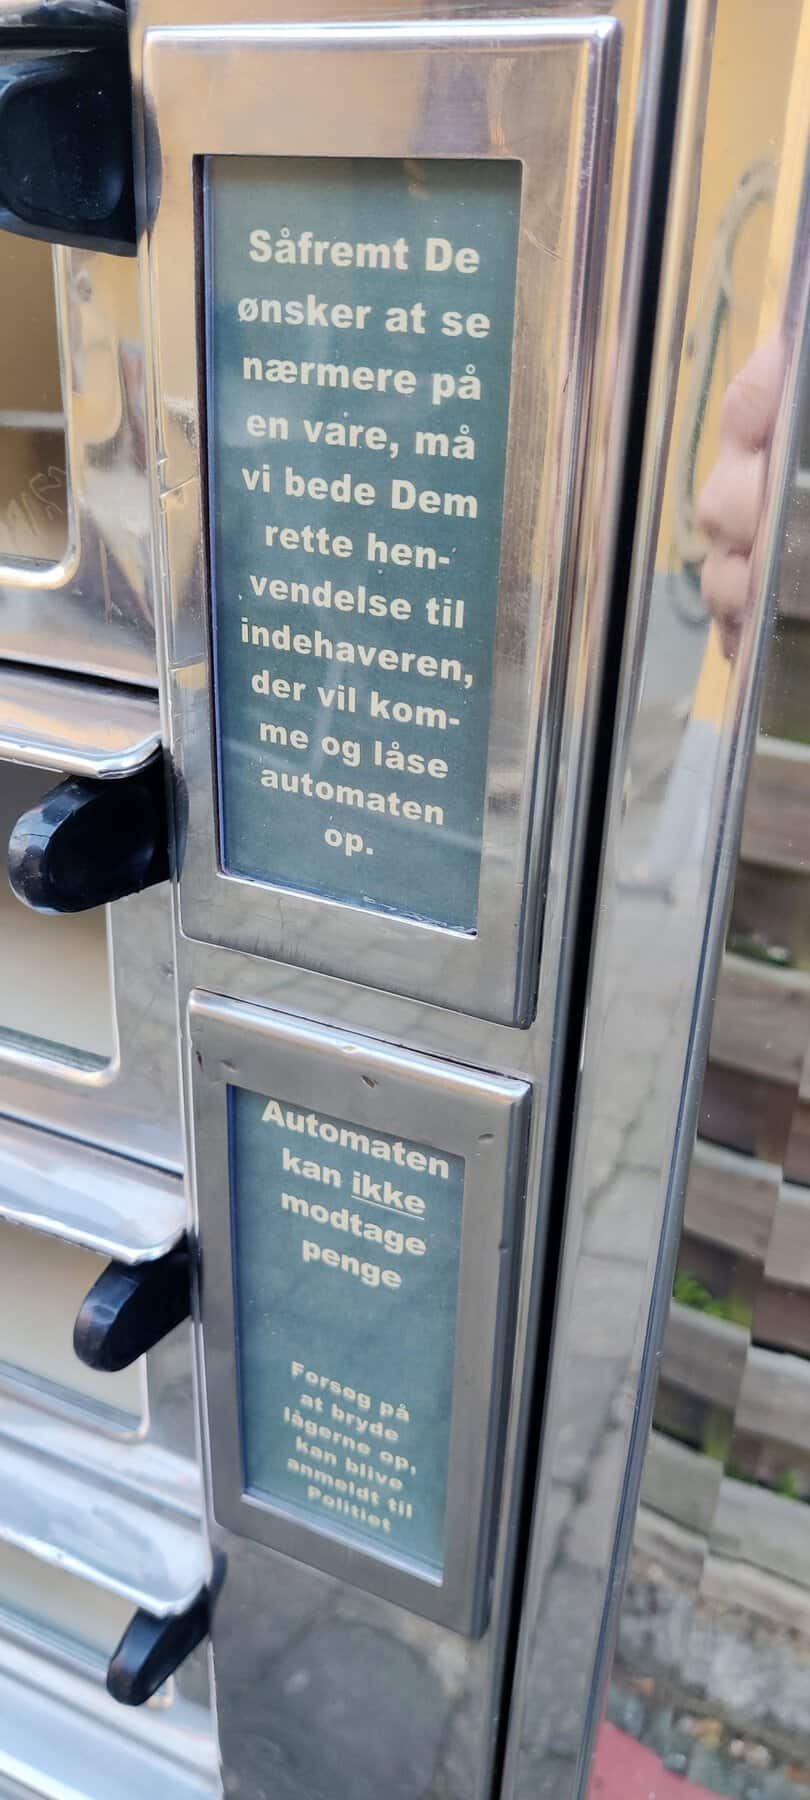 Såfremt De
ønsker at se
nærmere på
en vare, må
vi bede Dem
rette hen-
vendelse til
indehaveren,
der vil kom-
me og låse
automaten
op.
Automaten
kan ikke
modtage
penge
Forsøg på
at bryde
lågerne op,
kan blive
anmeldt til
Politiet